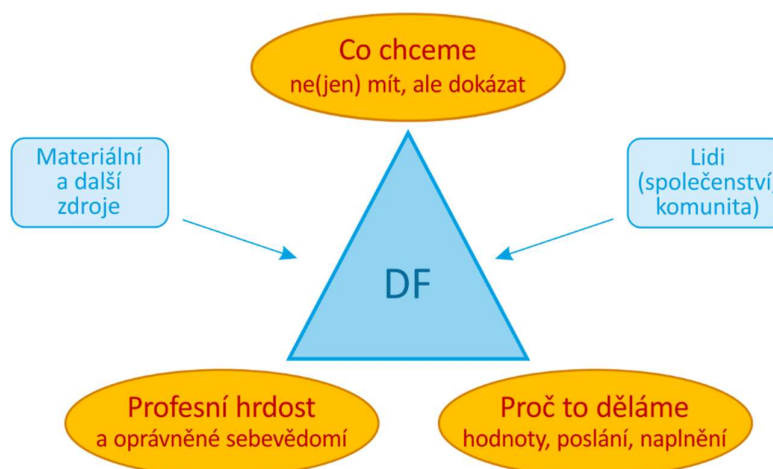 Co chceme
ne(jen) mít, ale dokázat
Materiální
a další
zdroje
Lidi
(společenství,
komunita)
DF
Profesní hrdost
a oprávněné sebevědomí
Proč to děláme
hodnoty, poslání, naplnění